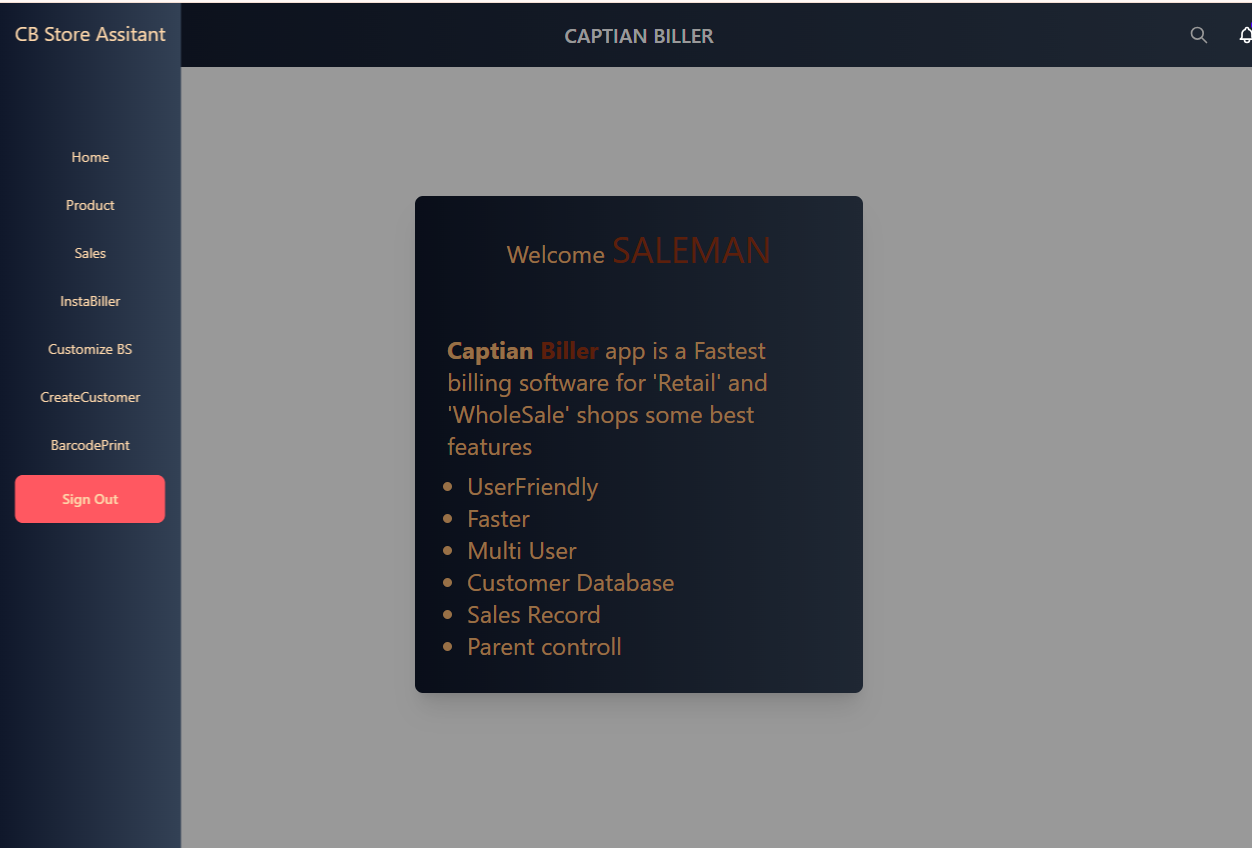 CB Store Assitant
CAPTIAN BILLER
Home
Product
Sales
InstaBiller
Customize BS
CreateCustomer
BarcodePrint
Sign Out
Welcome SALEMAN
Captian Biller app is a Fastest
billing software for 'Retail' and
'WholeSale' shops some best
features
UserFriendly
Faster
Multi User
Customer Database
Sales Record
Parent controll